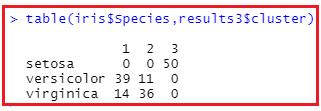 > table(iris$Species,results3$cluster)
1 2 3
setosa 0 0 50
versicolor 39 11 0
virginica 14 36 0